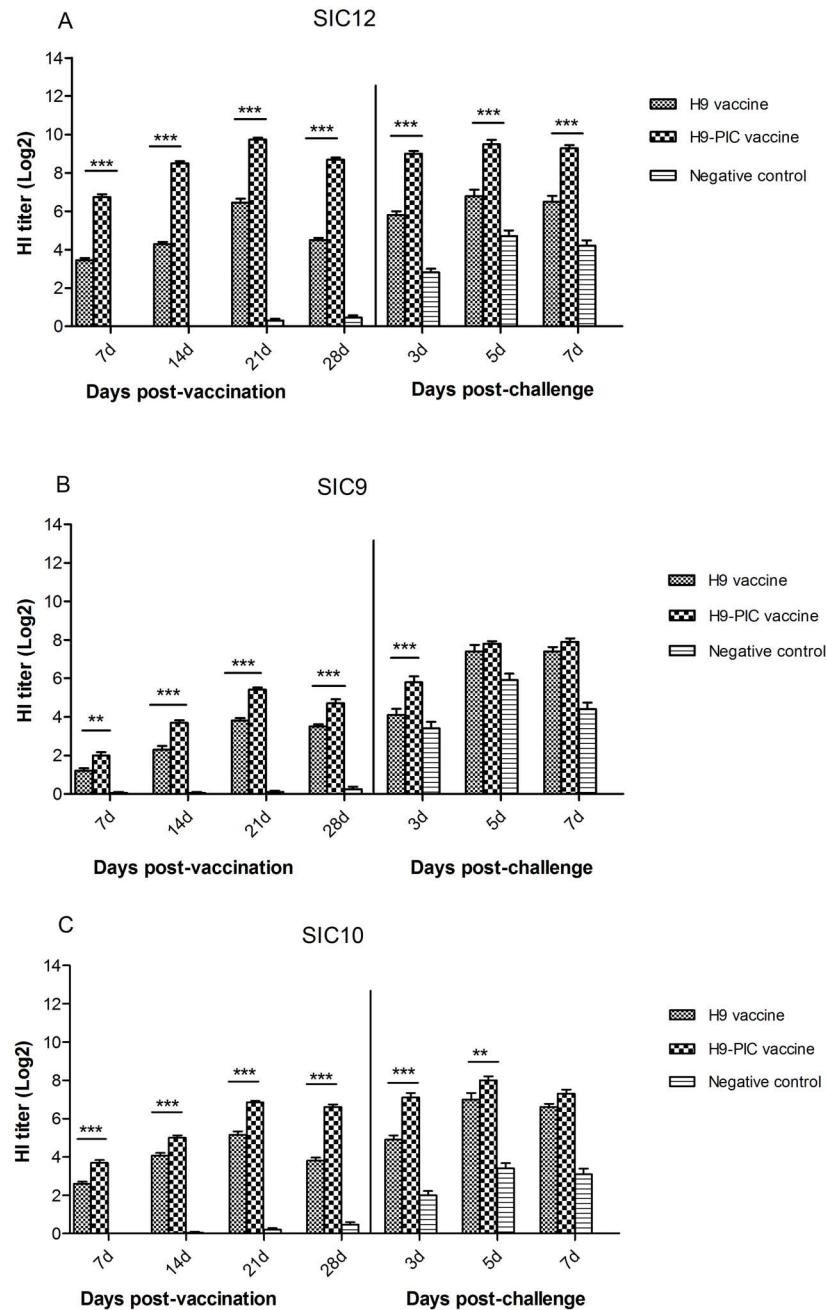 A
SIC12
14
12
10
8
6
4
2
0
HI titer (Log2)
***
***
***
***
***
***
***
7d
14d
21d
28d
3d
5d
7d
Days post-vaccination
Days post-challenge
H9 vaccine
H9-PIC vaccine
Negative control
B
SIC9
14
12
10
8
6
4
2
0
HI titer (Log2)
**
***
***
***
***
7d
14d
21d
28d
3d
5d
7d
Days post-vaccination
Days post-challenge
H9 vaccine
H9-PIC vaccine
Negative control
C
SIC10
14
12
10
8
6
4
2
0
HI titer (Log2)
***
***
***
***
***
**
7d
14d
21d
28d
3d
5d
7d
Days post-vaccination
Days post-challenge
H9 vaccine
H9-PIC vaccine
Negative control